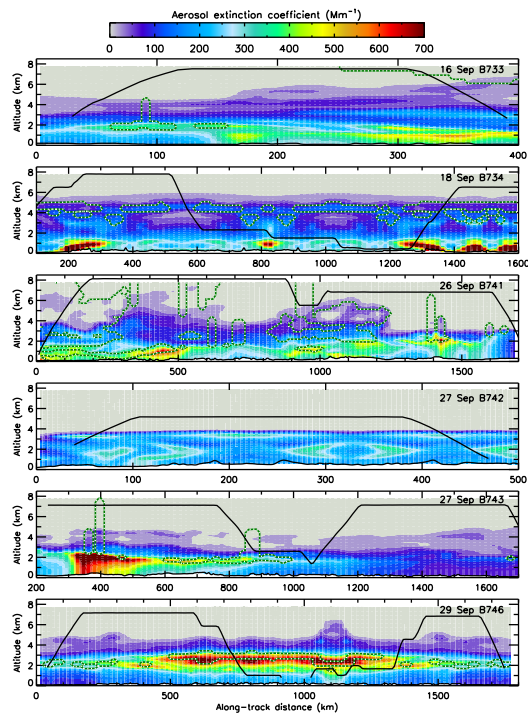 Aerosol extinction coefficient (Mm⁻¹)
0 100 200 300 400 500 600 700
16 Sep B733
Altitude (km)
8
6
4
2
0
0 100 200 300 400
18 Sep B734
Altitude (km)
8
6
4
2
0
200 400 600 800 1000 1200 1400 1600
26 Sep B741
Altitude (km)
8
6
4
2
0
0 500 1000 1500
27 Sep B742
Altitude (km)
8
6
4
2
0
0 100 200 300 400 500
27 Sep B743
Altitude (km)
8
6
4
2
0
200 400 600 800 1000 1200 1400 1600
29 Sep B746
Altitude (km)
8
6
4
2
0
0 500 1000 1500
Along-track distance (km)